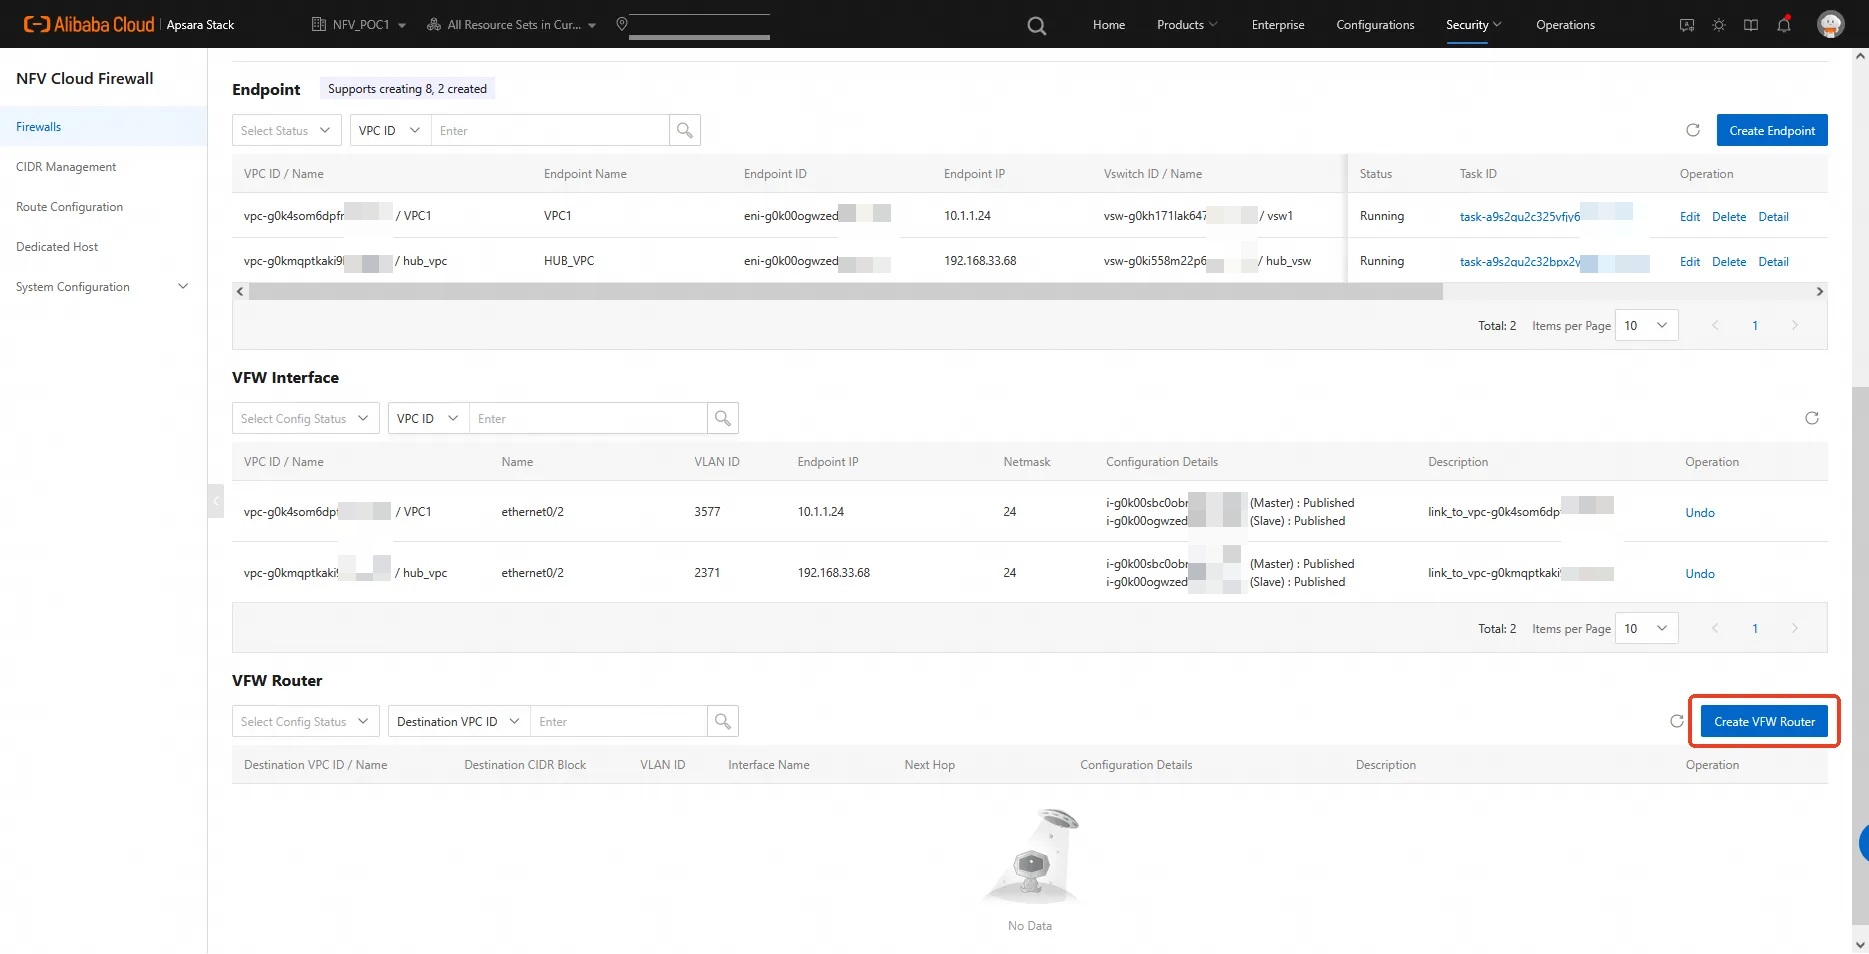 Alibaba Cloud | Apsara Stack NFV_POC1 All Resource Sets in Cur... Home Products Enterprise Configurations Security Operations
NFV Cloud Firewall
Firewalls
CIDR Management
Route Configuration
Dedicated Host
System Configuration
Endpoint Supports creating 8, 2 created
Select Status VPC ID Enter Create Endpoint
VPC ID / Name Endpoint Name Endpoint ID Endpoint IP Vswitch ID / Name Status Task ID Operation
vpc-g0k4som6dpfr / VPC1 VPC1 eni-g0k00ogwzed 10.1.1.24 vsw-g0kh171lak647 / vsw1 Running task-a9s2qu2c325vfjy6 Edit Delete Detail
vpc-g0kmqptkaki9 / hub_vpc HUB_VPC eni-g0k00ogwzed 192.168.33.68 vsw-g0ki558m22p6 / hub_vsw Running task-a9s2qu2c32bpx2y Edit Delete Detail
Total: 2 Items per Page 10 1
VFW Interface
Select Config Status VPC ID Enter
VPC ID / Name Name VLAN ID Endpoint IP Netmask Configuration Details Description Operation
vpc-g0k4som6dpf / VPC1 ethernet0/2 3577 10.1.1.24 24 i-g0k00sbc0obr (Master) : Published link_to_vpc-g0k4som6dp Undo
i-g0k00ogwzed (Slave) : Published
vpc-g0kmqptkaki9 / hub_vpc ethernet0/2 2371 192.168.33.68 24 i-g0k00sbc0obr (Master) : Published link_to_vpc-g0kmqptkaki Undo
i-g0k00ogwzed (Slave) : Published
Total: 2 Items per Page 10 1
VFW Router
Select Config Status Destination VPC ID Enter Create VFW Router
Destination VPC ID / Name Destination CIDR Block VLAN ID Interface Name Next Hop Configuration Details Description Operation
No Data